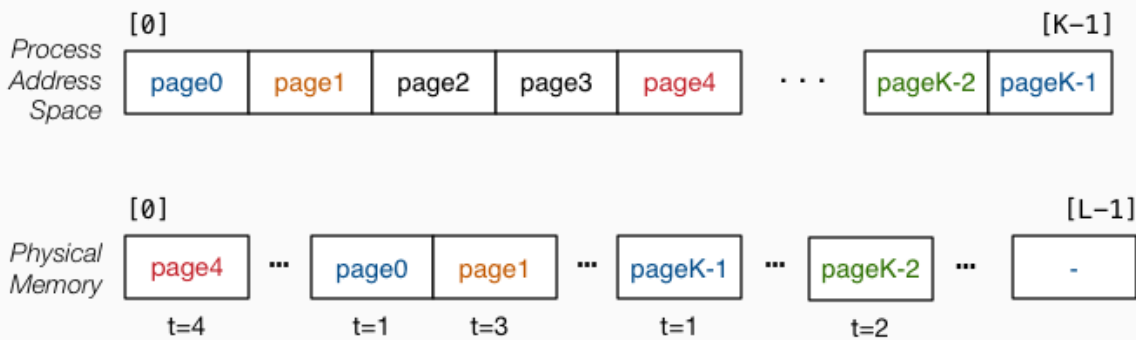 [0] [K-1]
Process
Address
Space
page0 page1 page2 page3 page4 · · · pageK-2 pageK-1
[0] [L-1]
Physical
Memory
page4 ... page0 page1 ... pageK-1 ... pageK-2 ... -
t=4 t=1 t=3 t=1 t=2